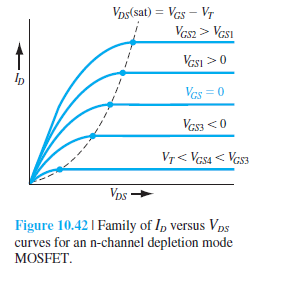 V_DS(sat) = V_GS − V_T
V_GS2 > V_GS1
V_GS1 > 0
I_D
V_GS = 0
V_GS3 < 0
V_T < V_GS4 < V_GS3
V_DS
Figure 10.42 | Family of I_D versus V_DS
curves for an n-channel depletion mode
MOSFET.